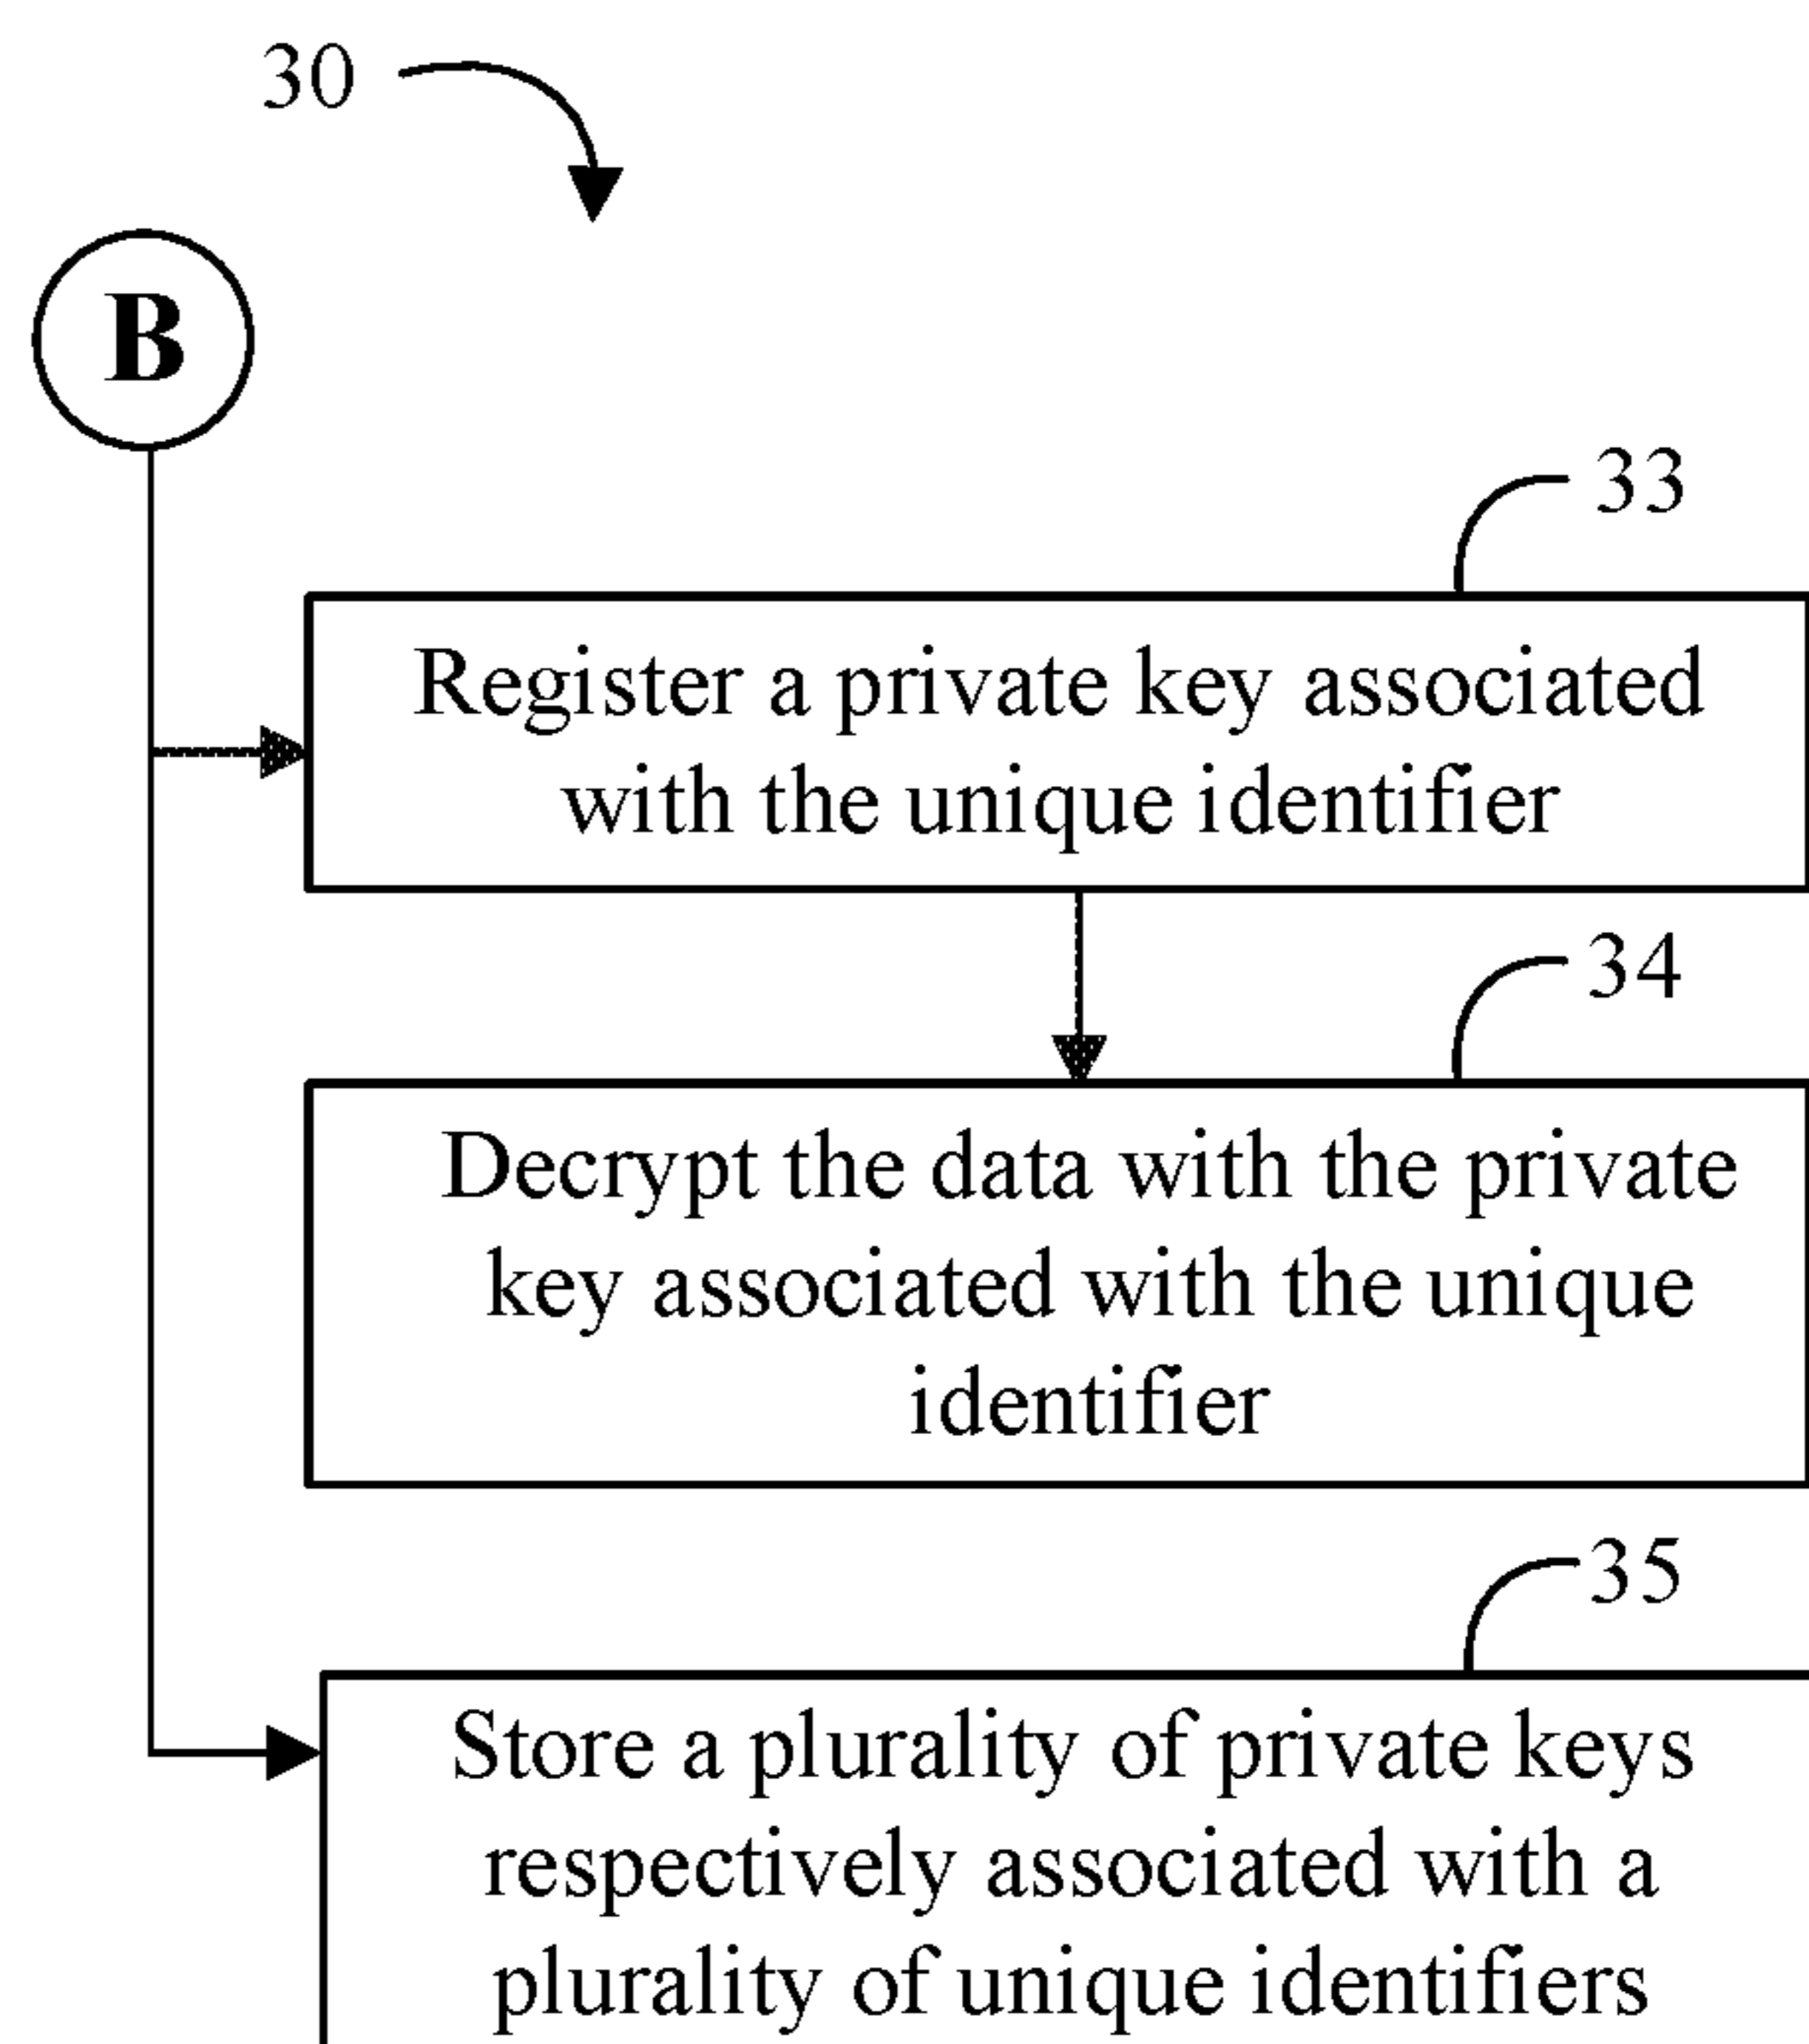 30
B
33
Register a private key associated
with the unique identifier
34
Decrypt the data with the private
key associated with the unique
identifier
35
Store a plurality of private keys
respectively associated with a
plurality of unique identifiers